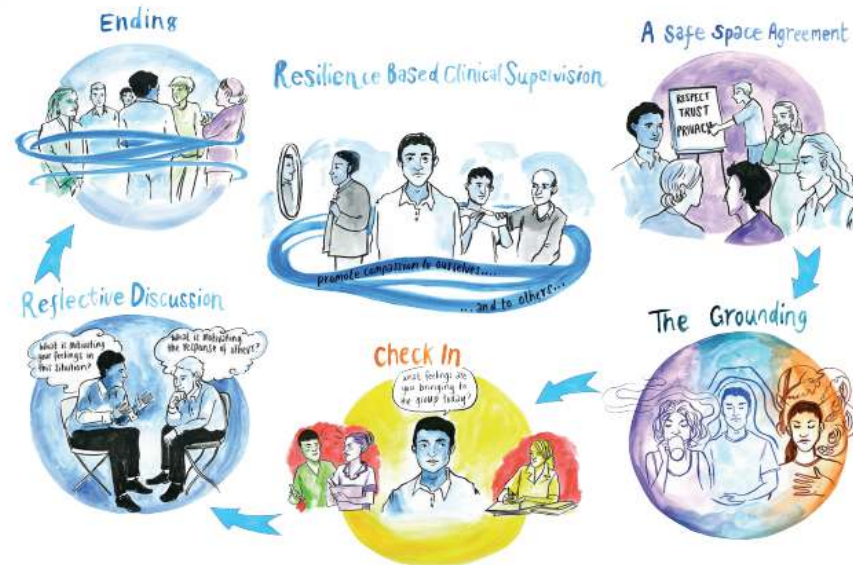 Resilience Based Clinical Supervision
promote compassion to ourselves....
...and to others...
A Safe Space Agreement
RESPECT
TRUST
PRIVACY
The Grounding
Check In
What feelings are
you bringing to
the group today?
Reflective Discussion
What is motivating
your feelings in
this situation?
What is motivating
the response of others?
Ending